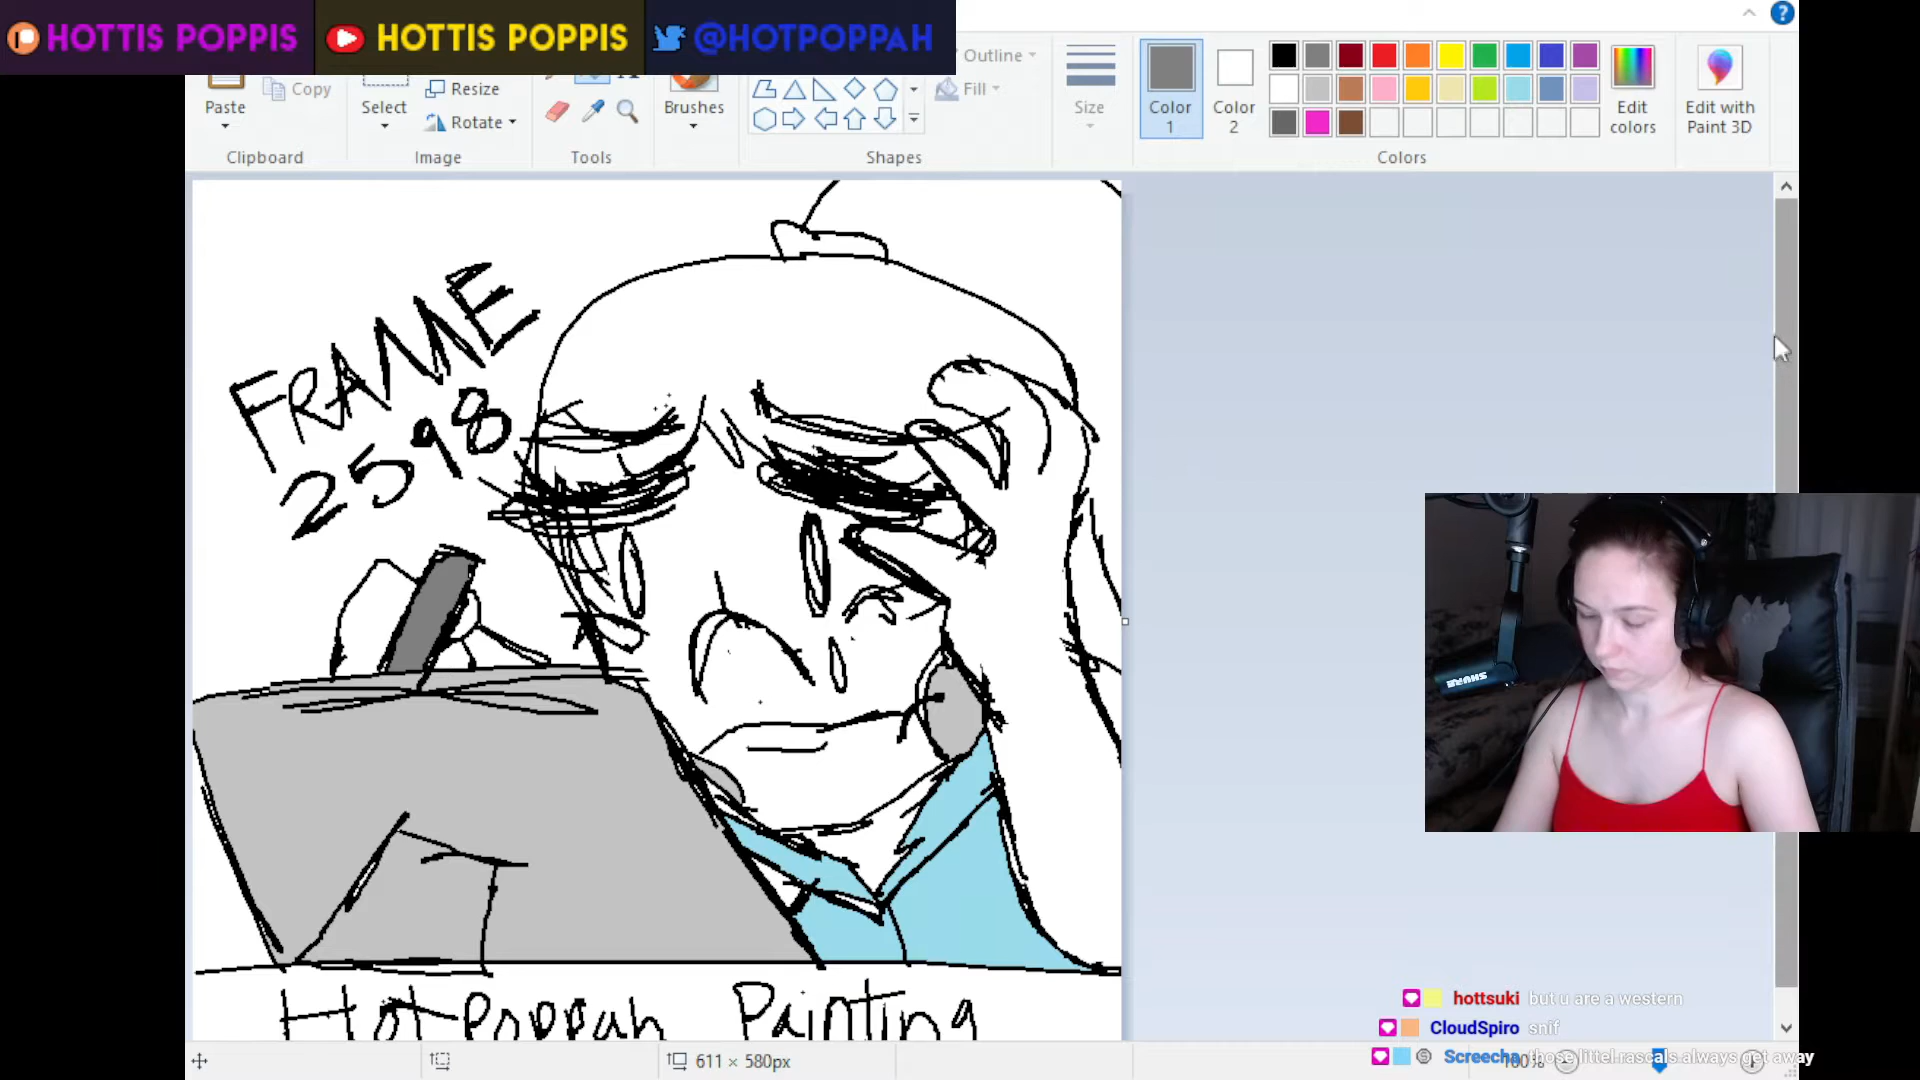 HOTTIS POPPIS
HOTTIS POPPIS
@HOTPOPPAH
Outline
Copy
Resize
Fill
Paste
Select
Rotate
Brushes
Size
Color 1
Color 2
Edit colors
Edit with Paint 3D
Clipboard
Image
Tools
Shapes
Colors
FRAME
2598
SHURE
HotPoppah Painting
hottsuki but u are a western
CloudSpiro snif
Screecha those littel rascals always get away
611 × 580px